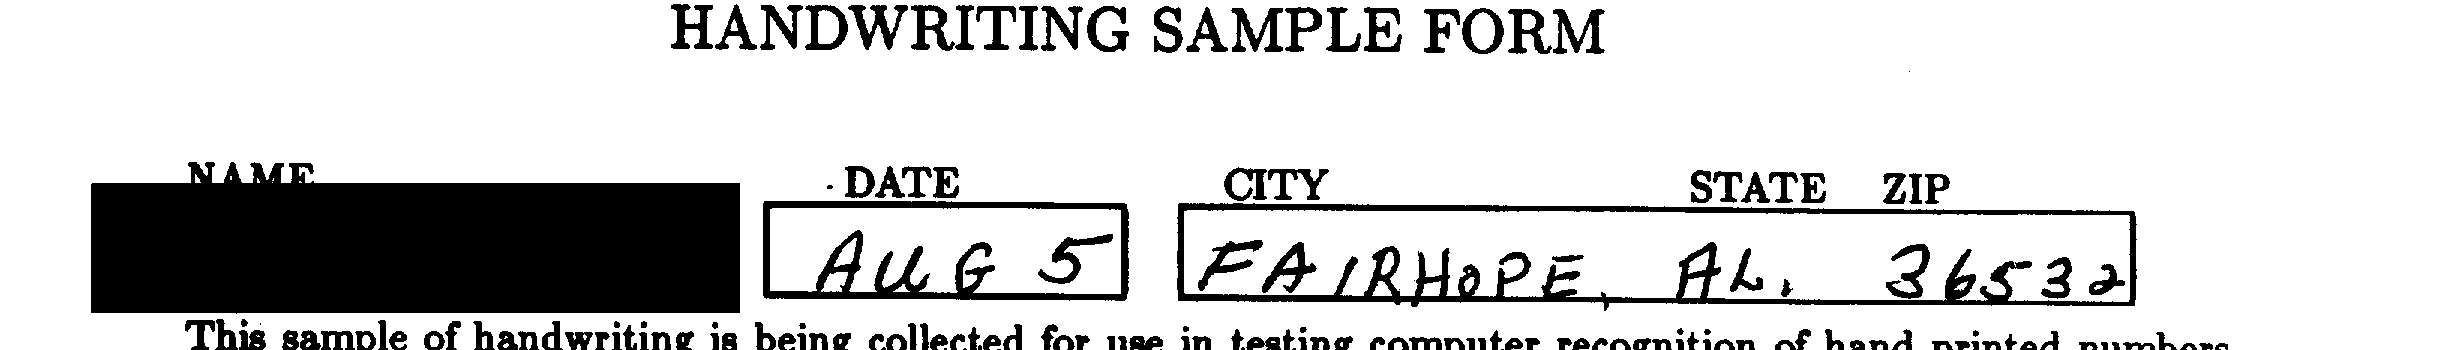 HANDWRITING SAMPLE FORM
NAME DATE CITY STATE ZIP
AUG 5 FAIRHOPE, AL. 36532
This sample of handwriting is being collected for use in testing computer recognition of hand printed numbers